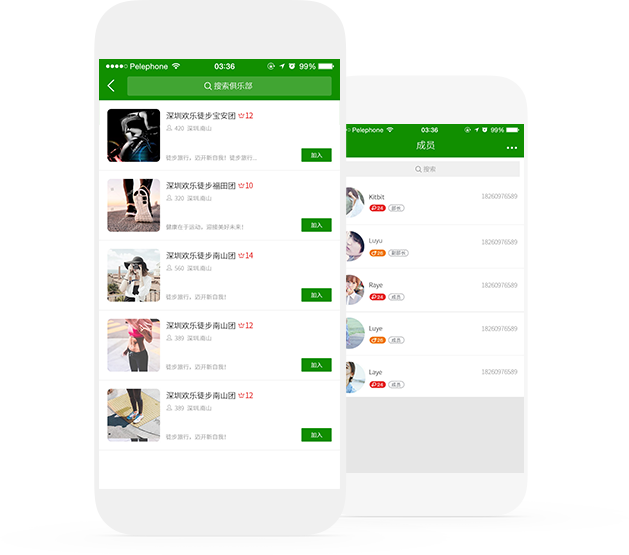 Pelephone 03:36 99%
搜索俱乐部
深圳欢乐徒步宝安团 12
420 深圳.南山
徒步旅行，迈开新自我！徒步旅行...
加入
深圳欢乐徒步福田团 10
320 深圳.南山
健康在于运动，迎接美好未来！
加入
深圳欢乐徒步南山团 14
560 深圳.南山
徒步旅行，迈开新自我！
加入
深圳欢乐徒步南山团 12
389 深圳.南山
徒步旅行，迈开新自我！
加入
深圳欢乐徒步南山团 12
389 深圳.南山
徒步旅行，迈开新自我！
加入
Pelephone 03:36 99%
成员
搜索
Kitbit 18260976589
24 部长
Luyu 18260976589
26 副部长
Raye 18260976589
24 成员
Luye 18260976589
26 成员
Laye 18260976589
24 成员